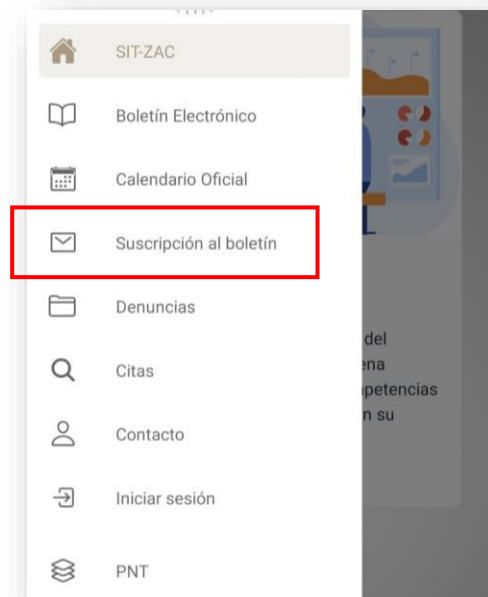 SIT-ZAC
Boletín Electrónico
Calendario Oficial
Suscripción al boletín
Denuncias
Citas
Contacto
Iniciar sesión
PNT
del
ena
petencias
n su